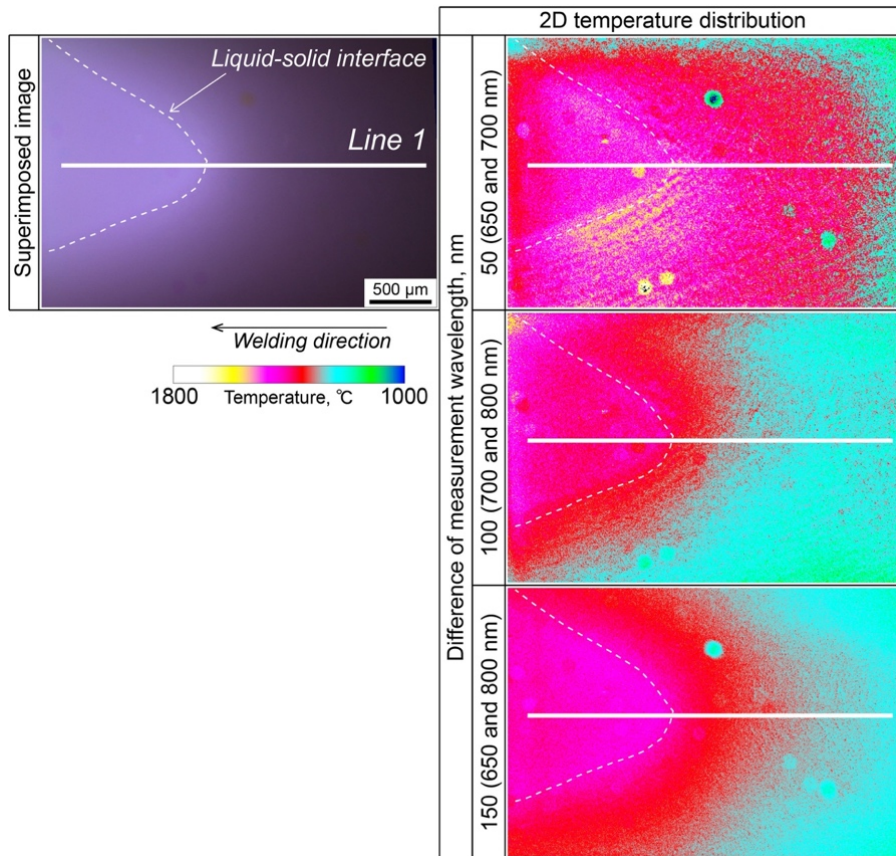 2D temperature distribution
Superimposed image
Liquid-solid interface
Line 1
500 µm
Welding direction
1800
Temperature, ℃
1000
Difference of measurement wavelength, nm
50 (650 and 700 nm)
100 (700 and 800 nm)
150 (650 and 800 nm)